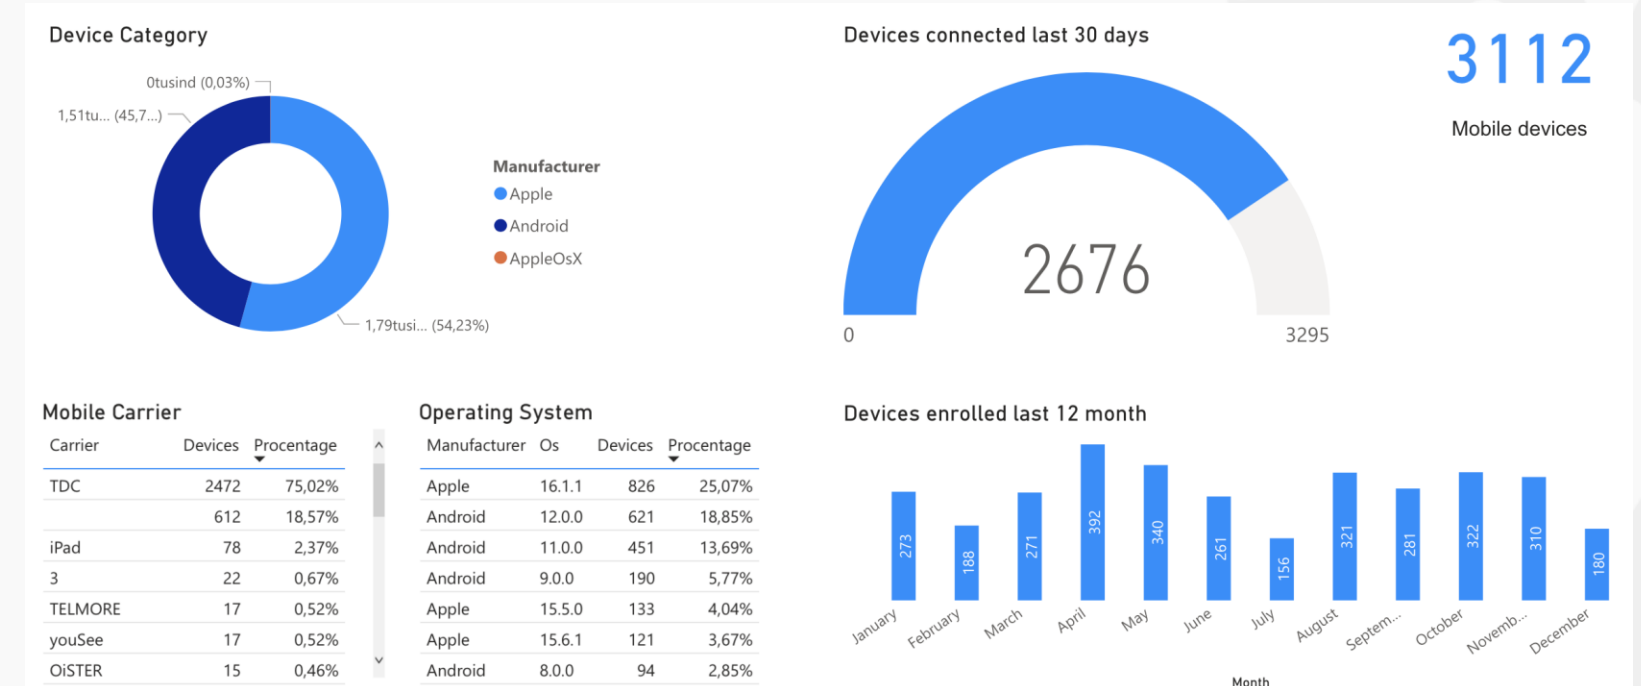 Device Category
0tusind (0,03%)
1,51tu... (45,7...)
1,79tusi... (54,23%)
Manufacturer
Apple
Android
AppleOsX
Devices connected last 30 days
2676
0
3295
3112
Mobile devices
Mobile Carrier
Carrier Devices Procentage
TDC 2472 75,02%
612 18,57%
iPad 78 2,37%
3 22 0,67%
TELMORE 17 0,52%
youSee 17 0,52%
OiSTER 15 0,46%
Operating System
Manufacturer Os Devices Procentage
Apple 16.1.1 826 25,07%
Android 12.0.0 621 18,85%
Android 11.0.0 451 13,69%
Android 9.0.0 190 5,77%
Apple 15.5.0 133 4,04%
Apple 15.6.1 121 3,67%
Android 8.0.0 94 2,85%
Devices enrolled last 12 month
273 188 271 392 340 261 156 321 281 322 310 180
January February March April May June July August Septem... October Novemb... December
Month